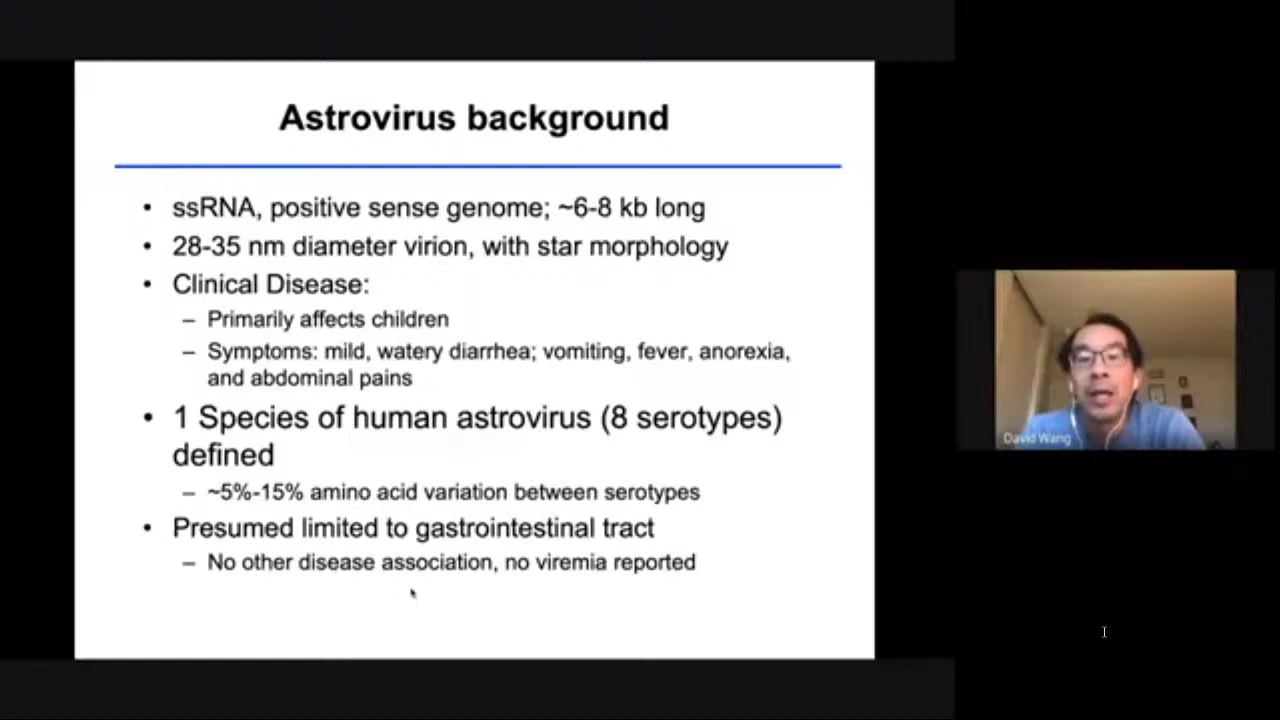 Astrovirus background
• ssRNA, positive sense genome; ~6-8 kb long
• 28-35 nm diameter virion, with star morphology
• Clinical Disease:
– Primarily affects children
– Symptoms: mild, watery diarrhea; vomiting, fever, anorexia,
and abdominal pains
• 1 Species of human astrovirus (8 serotypes)
defined
– ~5%-15% amino acid variation between serotypes
• Presumed limited to gastrointestinal tract
– No other disease association, no viremia reported
David Wang